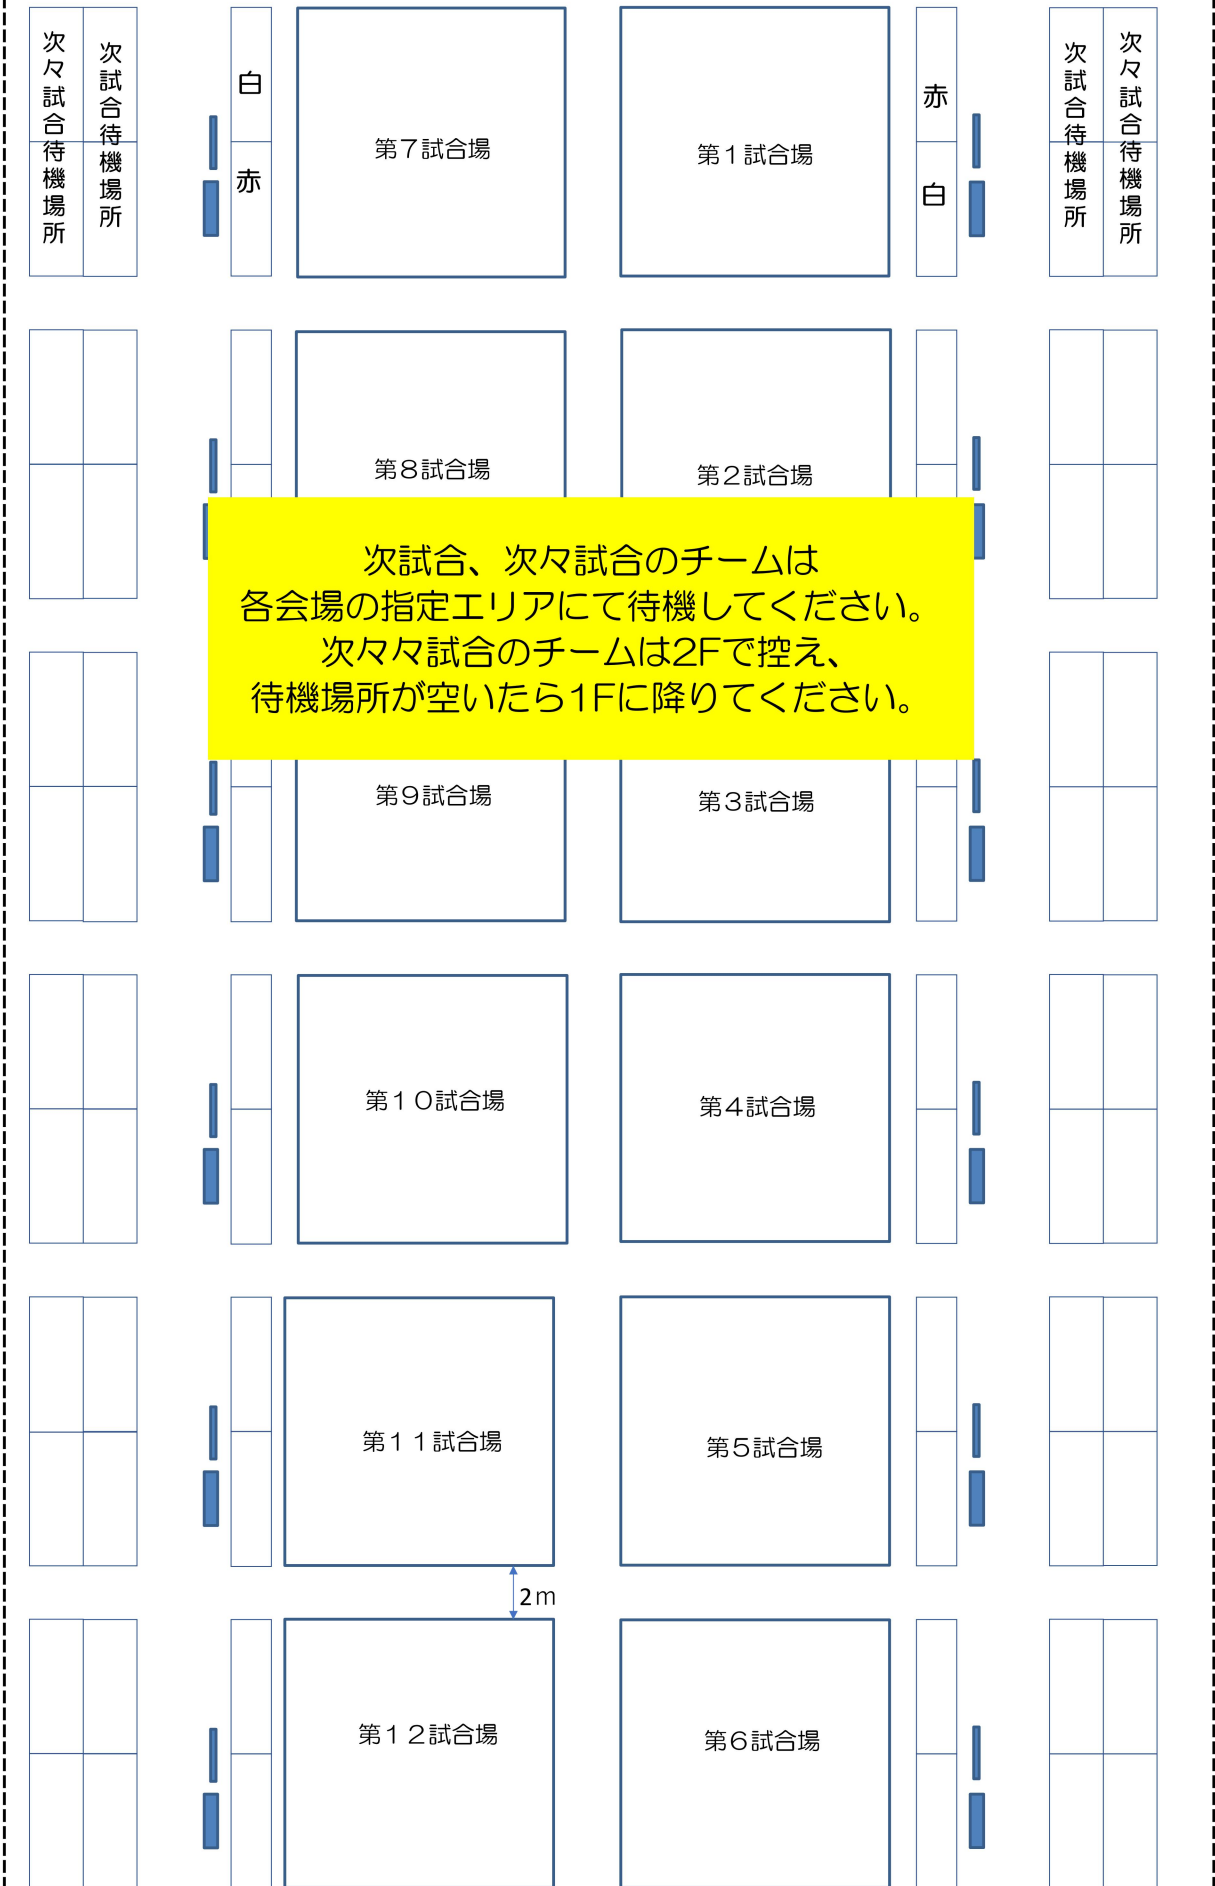 次々試合待機場所
次試合待機場所
白
赤
第７試合場
第１試合場
赤
白
次試合待機場所
次々試合待機場所
第８試合場
第２試合場
次試合、次々試合のチームは
各会場の指定エリアにて待機してください。
次々々試合のチームは2Fで控え、
待機場所が空いたら1Fに降りてください。
第９試合場
第３試合場
第１０試合場
第４試合場
第１１試合場
第５試合場
2ｍ
第１２試合場
第６試合場